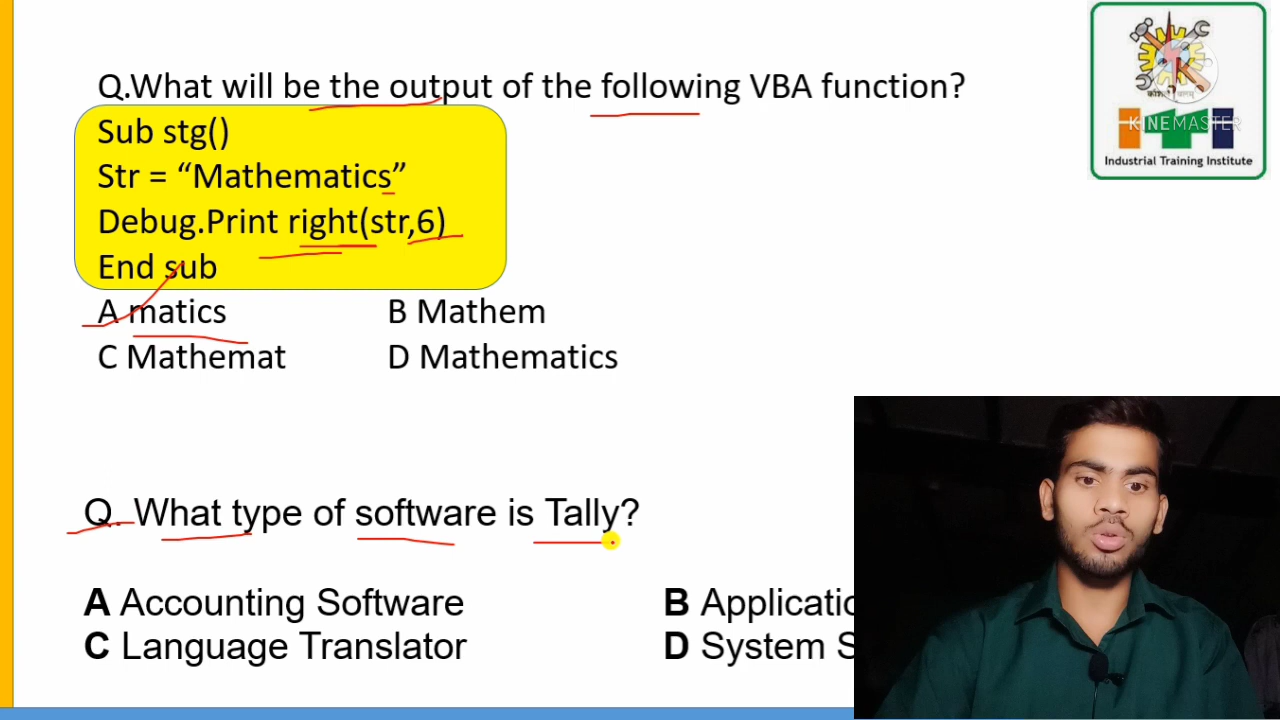 Q.What will be the output of the following VBA function?
Sub stg()
Str = “Mathematics”
Debug.Print right(str,6)
End sub
A matics B Mathem
C Mathemat D Mathematics
Q. What type of software is Tally?
A Accounting Software B Applicatio
C Language Translator D System S
KINEMASTER
Industrial Training Institute